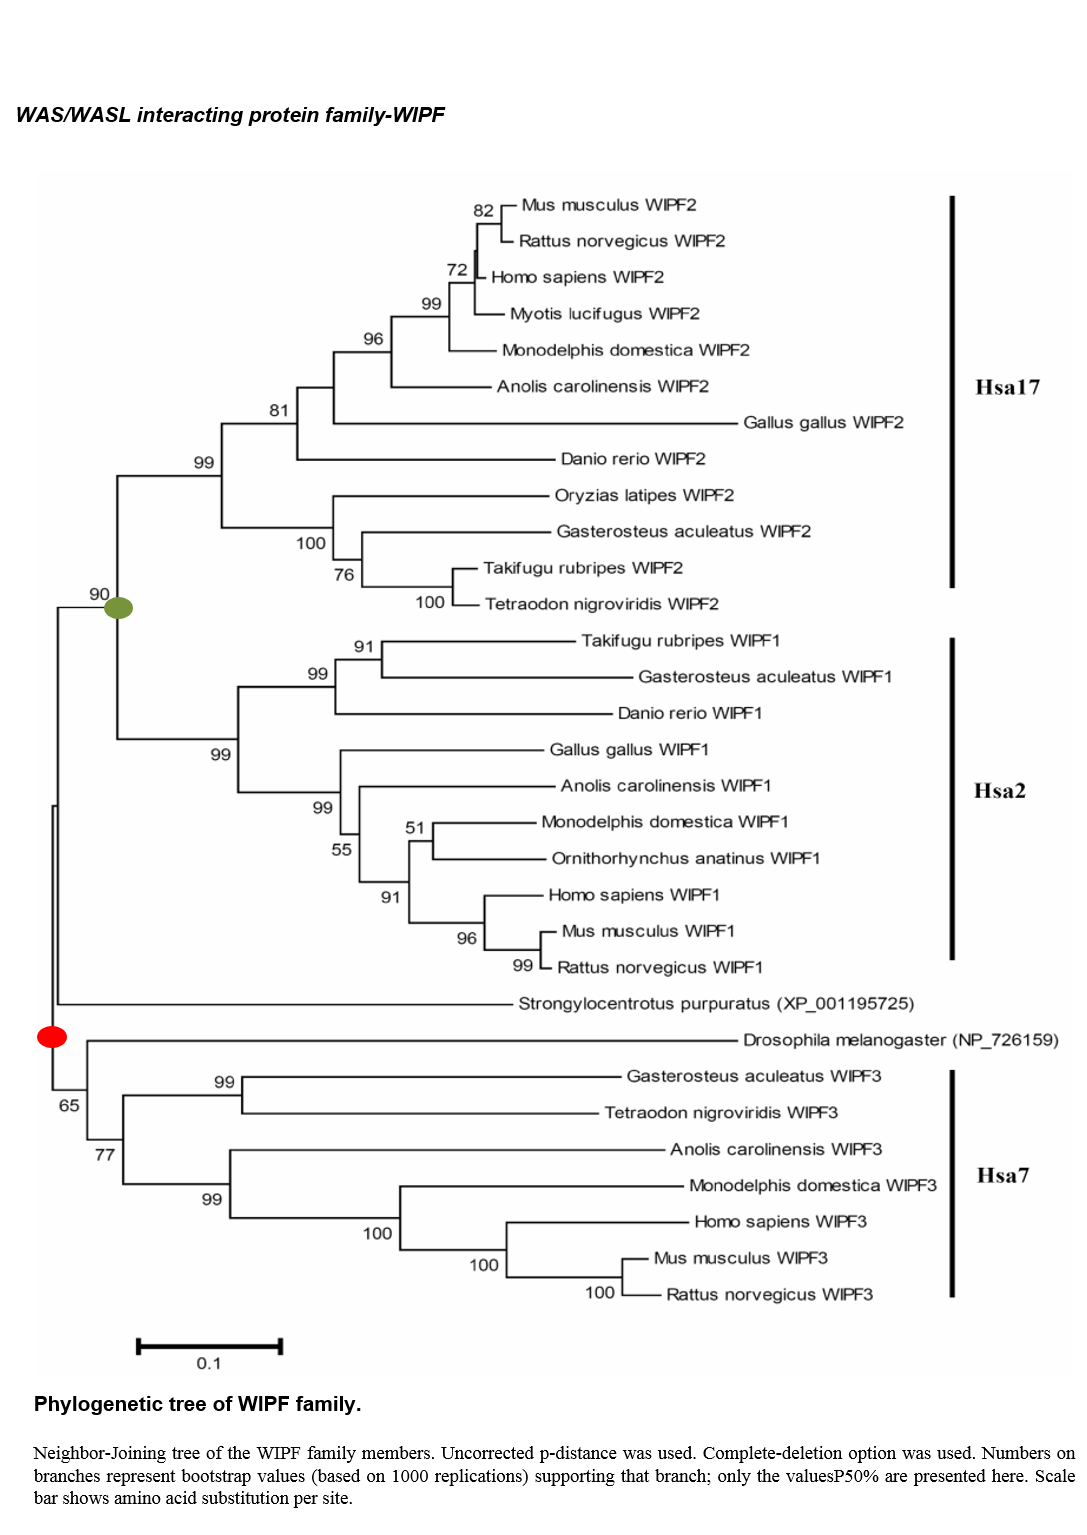 WAS/WASL interacting protein family-WIPF
82
Mus musculus WIPF2
Rattus norvegicus WIPF2
72
Homo sapiens WIPF2
99
Myotis lucifugus WIPF2
96
Monodelphis domestica WIPF2
Anolis carolinensis WIPF2
Hsa17
81
Gallus gallus WIPF2
99
Danio rerio WIPF2
Oryzias latipes WIPF2
100
Gasterosteus aculeatus WIPF2
76
Takifugu rubripes WIPF2
90
100
Tetraodon nigroviridis WIPF2
91
Takifugu rubripes WIPF1
99
Gasterosteus aculeatus WIPF1
Danio rerio WIPF1
99
Gallus gallus WIPF1
Anolis carolinensis WIPF1
Hsa2
99
51
Monodelphis domestica WIPF1
55
Ornithorhynchus anatinus WIPF1
91
Homo sapiens WIPF1
96
Mus musculus WIPF1
99
Rattus norvegicus WIPF1
Strongylocentrotus purpuratus (XP_001195725)
Drosophila melanogaster (NP_726159)
65
99
Gasterosteus aculeatus WIPF3
Tetraodon nigroviridis WIPF3
77
Anolis carolinensis WIPF3
Hsa7
99
Monodelphis domestica WIPF3
100
Homo sapiens WIPF3
100
Mus musculus WIPF3
100
Rattus norvegicus WIPF3
0.1
Phylogenetic tree of WIPF family.
Neighbor-Joining tree of the WIPF family members. Uncorrected p-distance was used. Complete-deletion option was used. Numbers on
branches represent bootstrap values (based on 1000 replications) supporting that branch; only the valuesP50% are presented here. Scale
bar shows amino acid substitution per site.